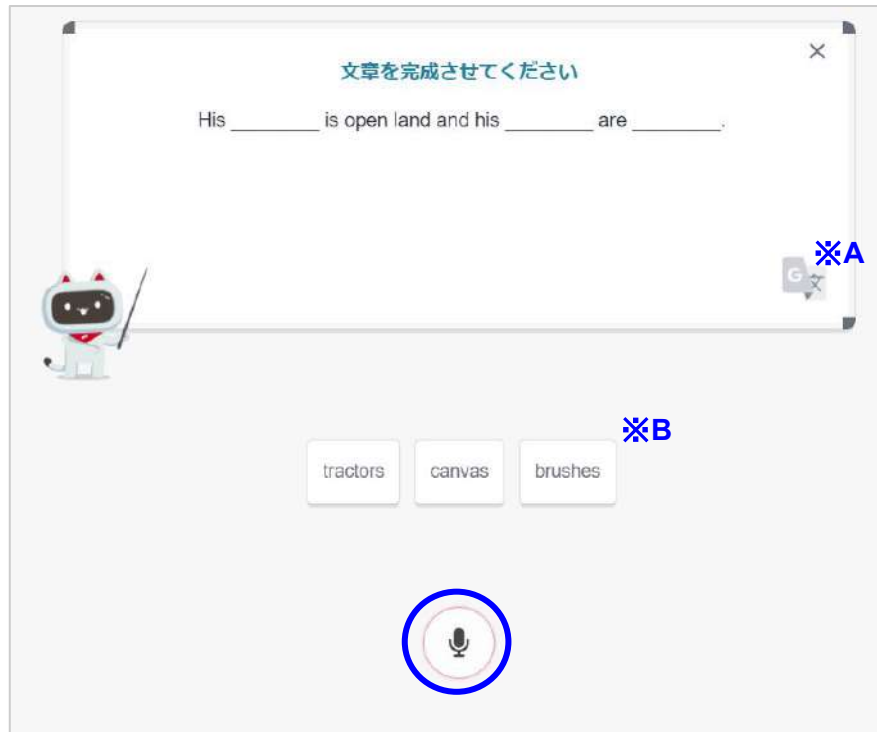 文章を完成させてください
His ________ is open land and his ________ are ________.
※A
G 文
※B
tractors canvas brushes